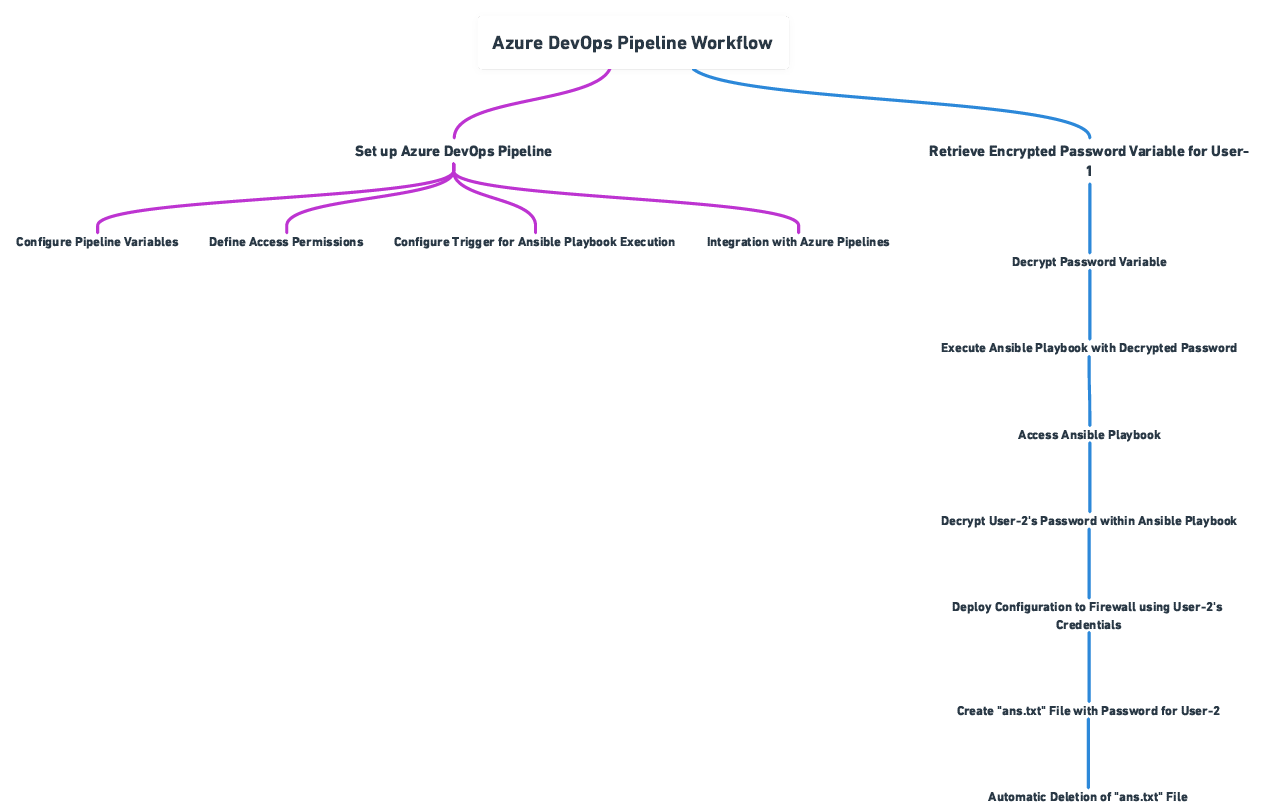 Azure DevOps Pipeline Workflow
Set up Azure DevOps Pipeline
Configure Pipeline Variables
Define Access Permissions
Configure Trigger for Ansible Playbook Execution
Integration with Azure Pipelines
Retrieve Encrypted Password Variable for User-
1
Decrypt Password Variable
Execute Ansible Playbook with Decrypted Password
Access Ansible Playbook
Decrypt User-2's Password within Ansible Playbook
Deploy Configuration to Firewall using User-2's
Credentials
Create "ans.txt" File with Password for User-2
Automatic Deletion of "ans.txt" File